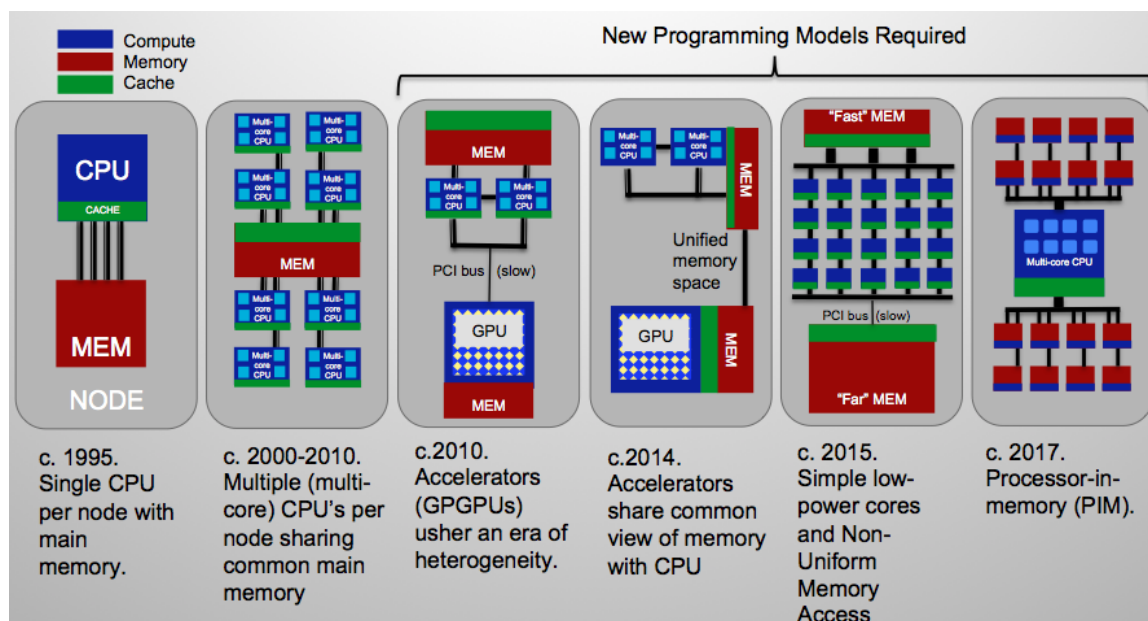 New Programming Models Required
Compute
Memory
Cache
CPU
CACHE
MEM
NODE
c. 1995.
Single CPU
per node with
main
memory.
Multi-
core
CPU
Multi-
core
CPU
Multi-
core
CPU
Multi-
core
CPU
MEM
Multi-
core
CPU
Multi-
core
CPU
Multi-
core
CPU
Multi-
core
CPU
c. 2000-2010.
Multiple (multi-
core) CPU's per
node sharing
common main
memory
MEM
Multi-
core
CPU
Multi-
core
CPU
PCI bus (slow)
GPU
MEM
c.2010.
Accelerators
(GPGPUs)
usher an era of
heterogeneity.
Multi-
core
CPU
Multi-
core
CPU
MEM
Unified
memory
space
GPU
MEM
c.2014.
Accelerators
share common
view of memory
with CPU
"Fast" MEM
PCI bus (slow)
"Far" MEM
c. 2015.
Simple low-
power cores
and Non-
Uniform
Memory
Access
Multi-core CPU
c. 2017.
Processor-in-
memory (PIM).